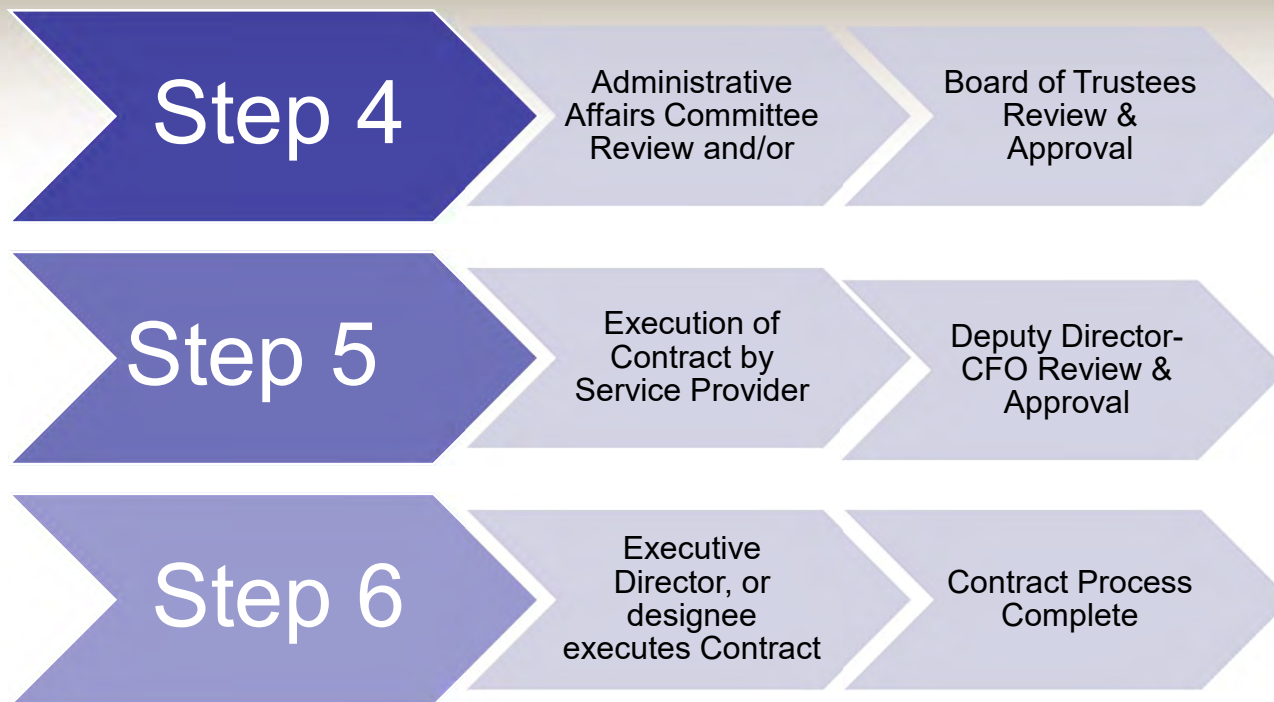 Step 4
Administrative
Affairs Committee
Review and/or
Board of Trustees
Review &
Approval
Step 5
Execution of
Contract by
Service Provider
Deputy Director-
CFO Review &
Approval
Step 6
Executive
Director, or
designee
executes Contract
Contract Process
Complete